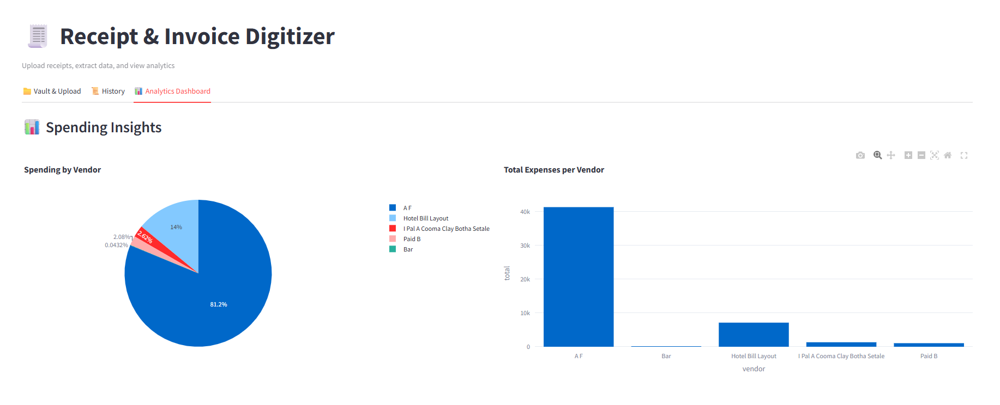 Receipt & Invoice Digitizer
Upload receipts, extract data, and view analytics
Vault & Upload History Analytics Dashboard
Spending Insights
Spending by Vendor
14%
2.62%
2.08%
0.0432%
81.2%
A F
Hotel Bill Layout
I Pal A Cooma Clay Botha Setale
Paid B
Bar
Total Expenses per Vendor
40k
30k
20k
10k
0
total
A F Bar Hotel Bill Layout I Pal A Cooma Clay Botha Setale Paid B
vendor